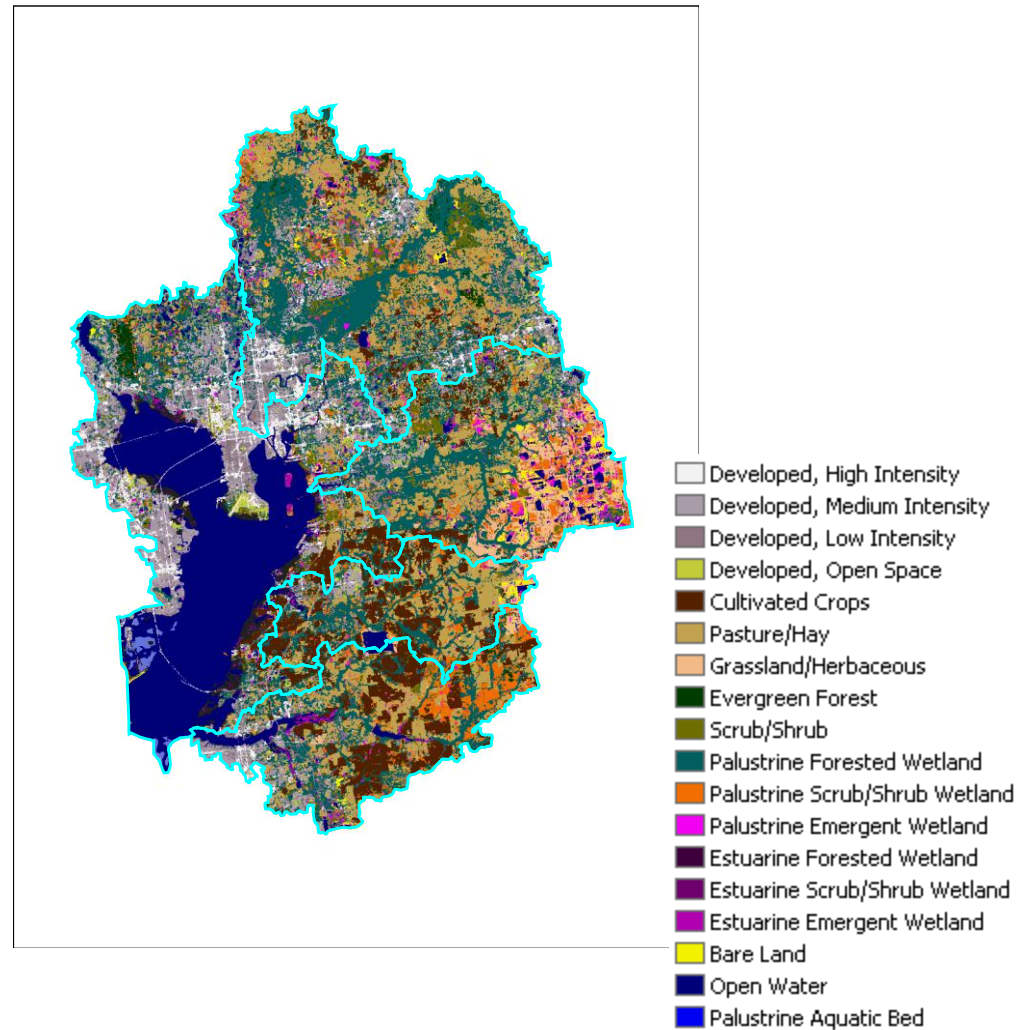 Developed, High Intensity
Developed, Medium Intensity
Developed, Low Intensity
Developed, Open Space
Cultivated Crops
Pasture/Hay
Grassland/Herbaceous
Evergreen Forest
Scrub/Shrub
Palustrine Forested Wetland
Palustrine Scrub/Shrub Wetland
Palustrine Emergent Wetland
Estuarine Forested Wetland
Estuarine Scrub/Shrub Wetland
Estuarine Emergent Wetland
Bare Land
Open Water
Palustrine Aquatic Bed